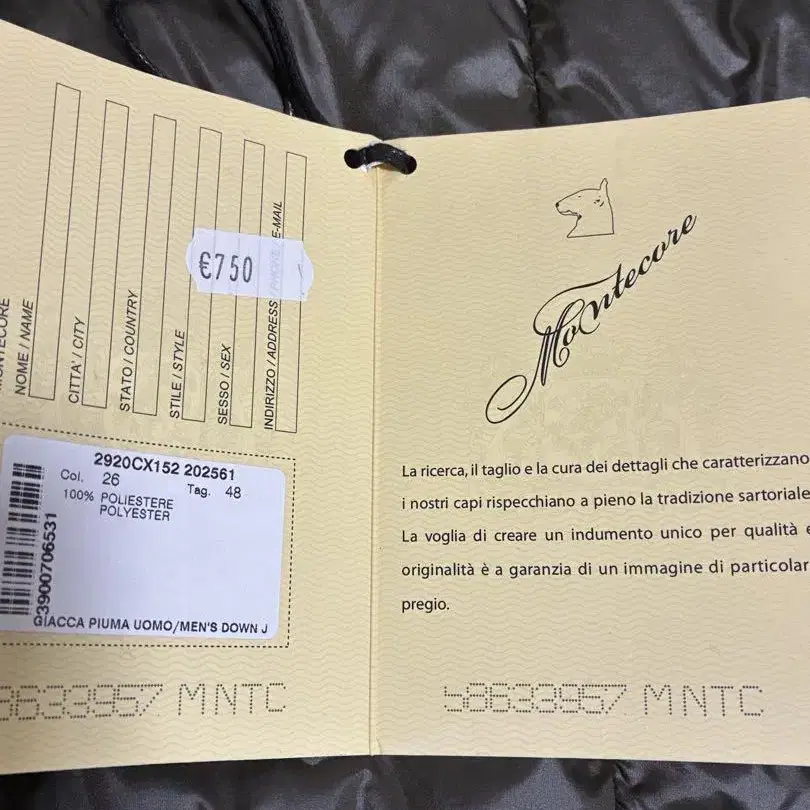 NOME / NAME
CITTA' / CITY
STATO / COUNTRY
STILE / STYLE
SESSO / SEX
INDIRIZZO / ADDRESS
E-MAIL
€750
2920CX152 202561
Col. 26
Tag. 48
100% POLIESTERE
POLYESTER
G3900706531
GIACCA PIUMA UOMO/MEN'S DOWN J
8633957 MNTC
Montecore
La ricerca, il taglio e la cura dei dettagli che caratterizzano
i nostri capi rispecchiano a pieno la tradizione sartoriale
La voglia di creare un indumento unico per qualità e
originalità è a garanzia di un immagine di particolar
pregio.
58633957 MNTC